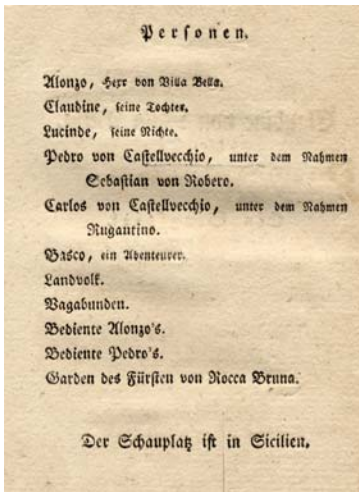 Personen.
Alonzo, Herr von Villa Bella.
Claudine, seine Tochter.
Lucinde, seine Nichte.
Pedro von Castellvecchio, unter dem Nahmen
Sebastian von Rovero.
Carlos von Castellvecchio, unter dem Nahmen
Rugantino.
Basco, ein Abenteurer.
Landvolk.
Vagabunden.
Bediente Alonzo's.
Bediente Pedro's.
Garden des Fürsten von Rocca Bruna.
Der Schauplatz ist in Sicilien.